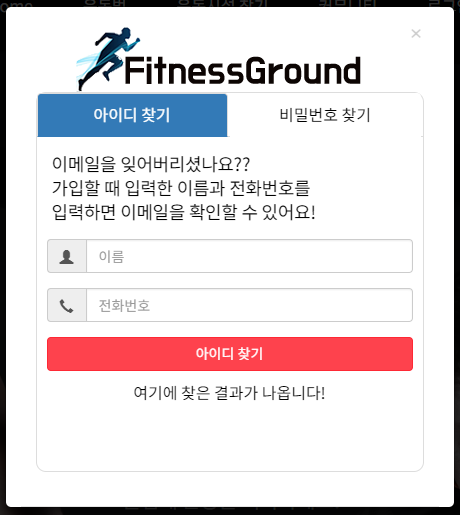 ×
FitnessGround
아이디 찾기
비밀번호 찾기
이메일을 잊어버리셨나요??
가입할 때 입력한 이름과 전화번호를
입력하면 이메일을 확인할 수 있어요!
이름
전화번호
아이디 찾기
여기에 찾은 결과가 나옵니다!